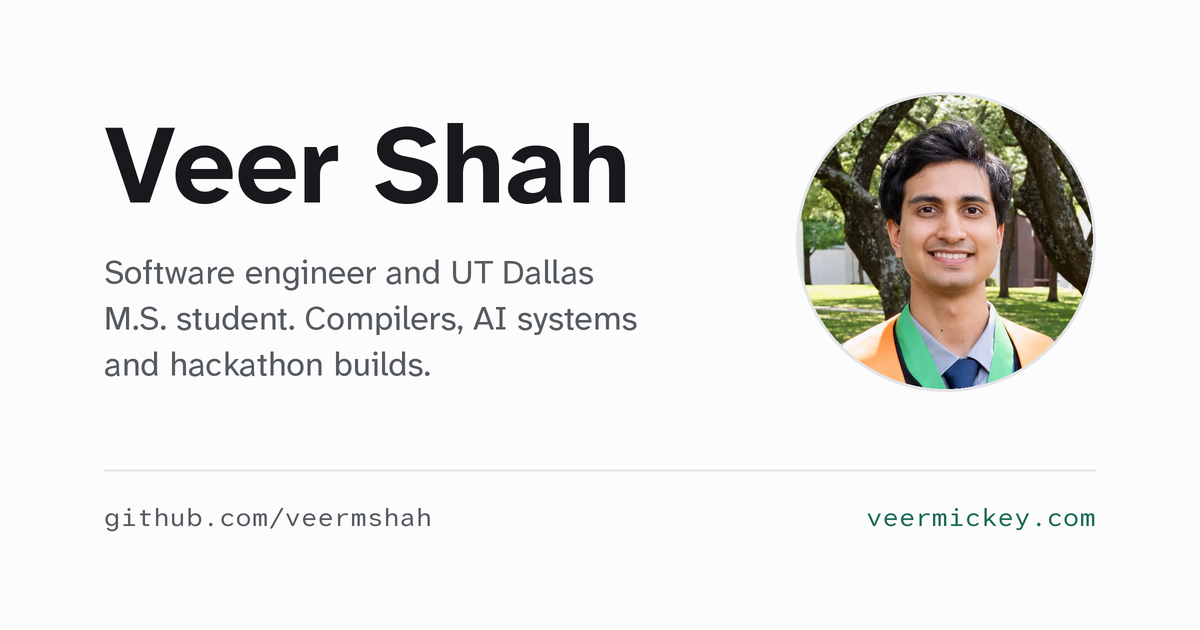 Veer Shah
Software engineer and UT Dallas
M.S. student. Compilers, AI systems
and hackathon builds.
github.com/veermshah
veermickey.com